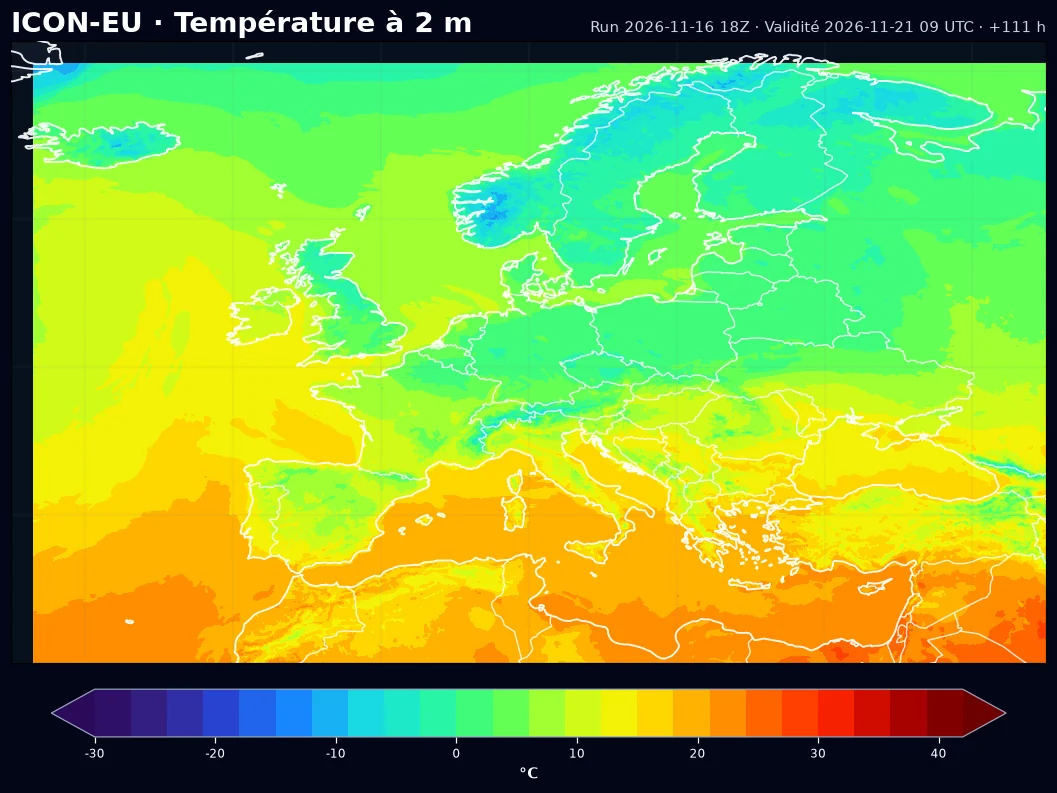 ICON-EU · Température à 2 m
Run 2026-11-16 18Z · Validité 2026-11-21 09 UTC · +111 h
-30 -20 -10 0 10 20 30 40
°C